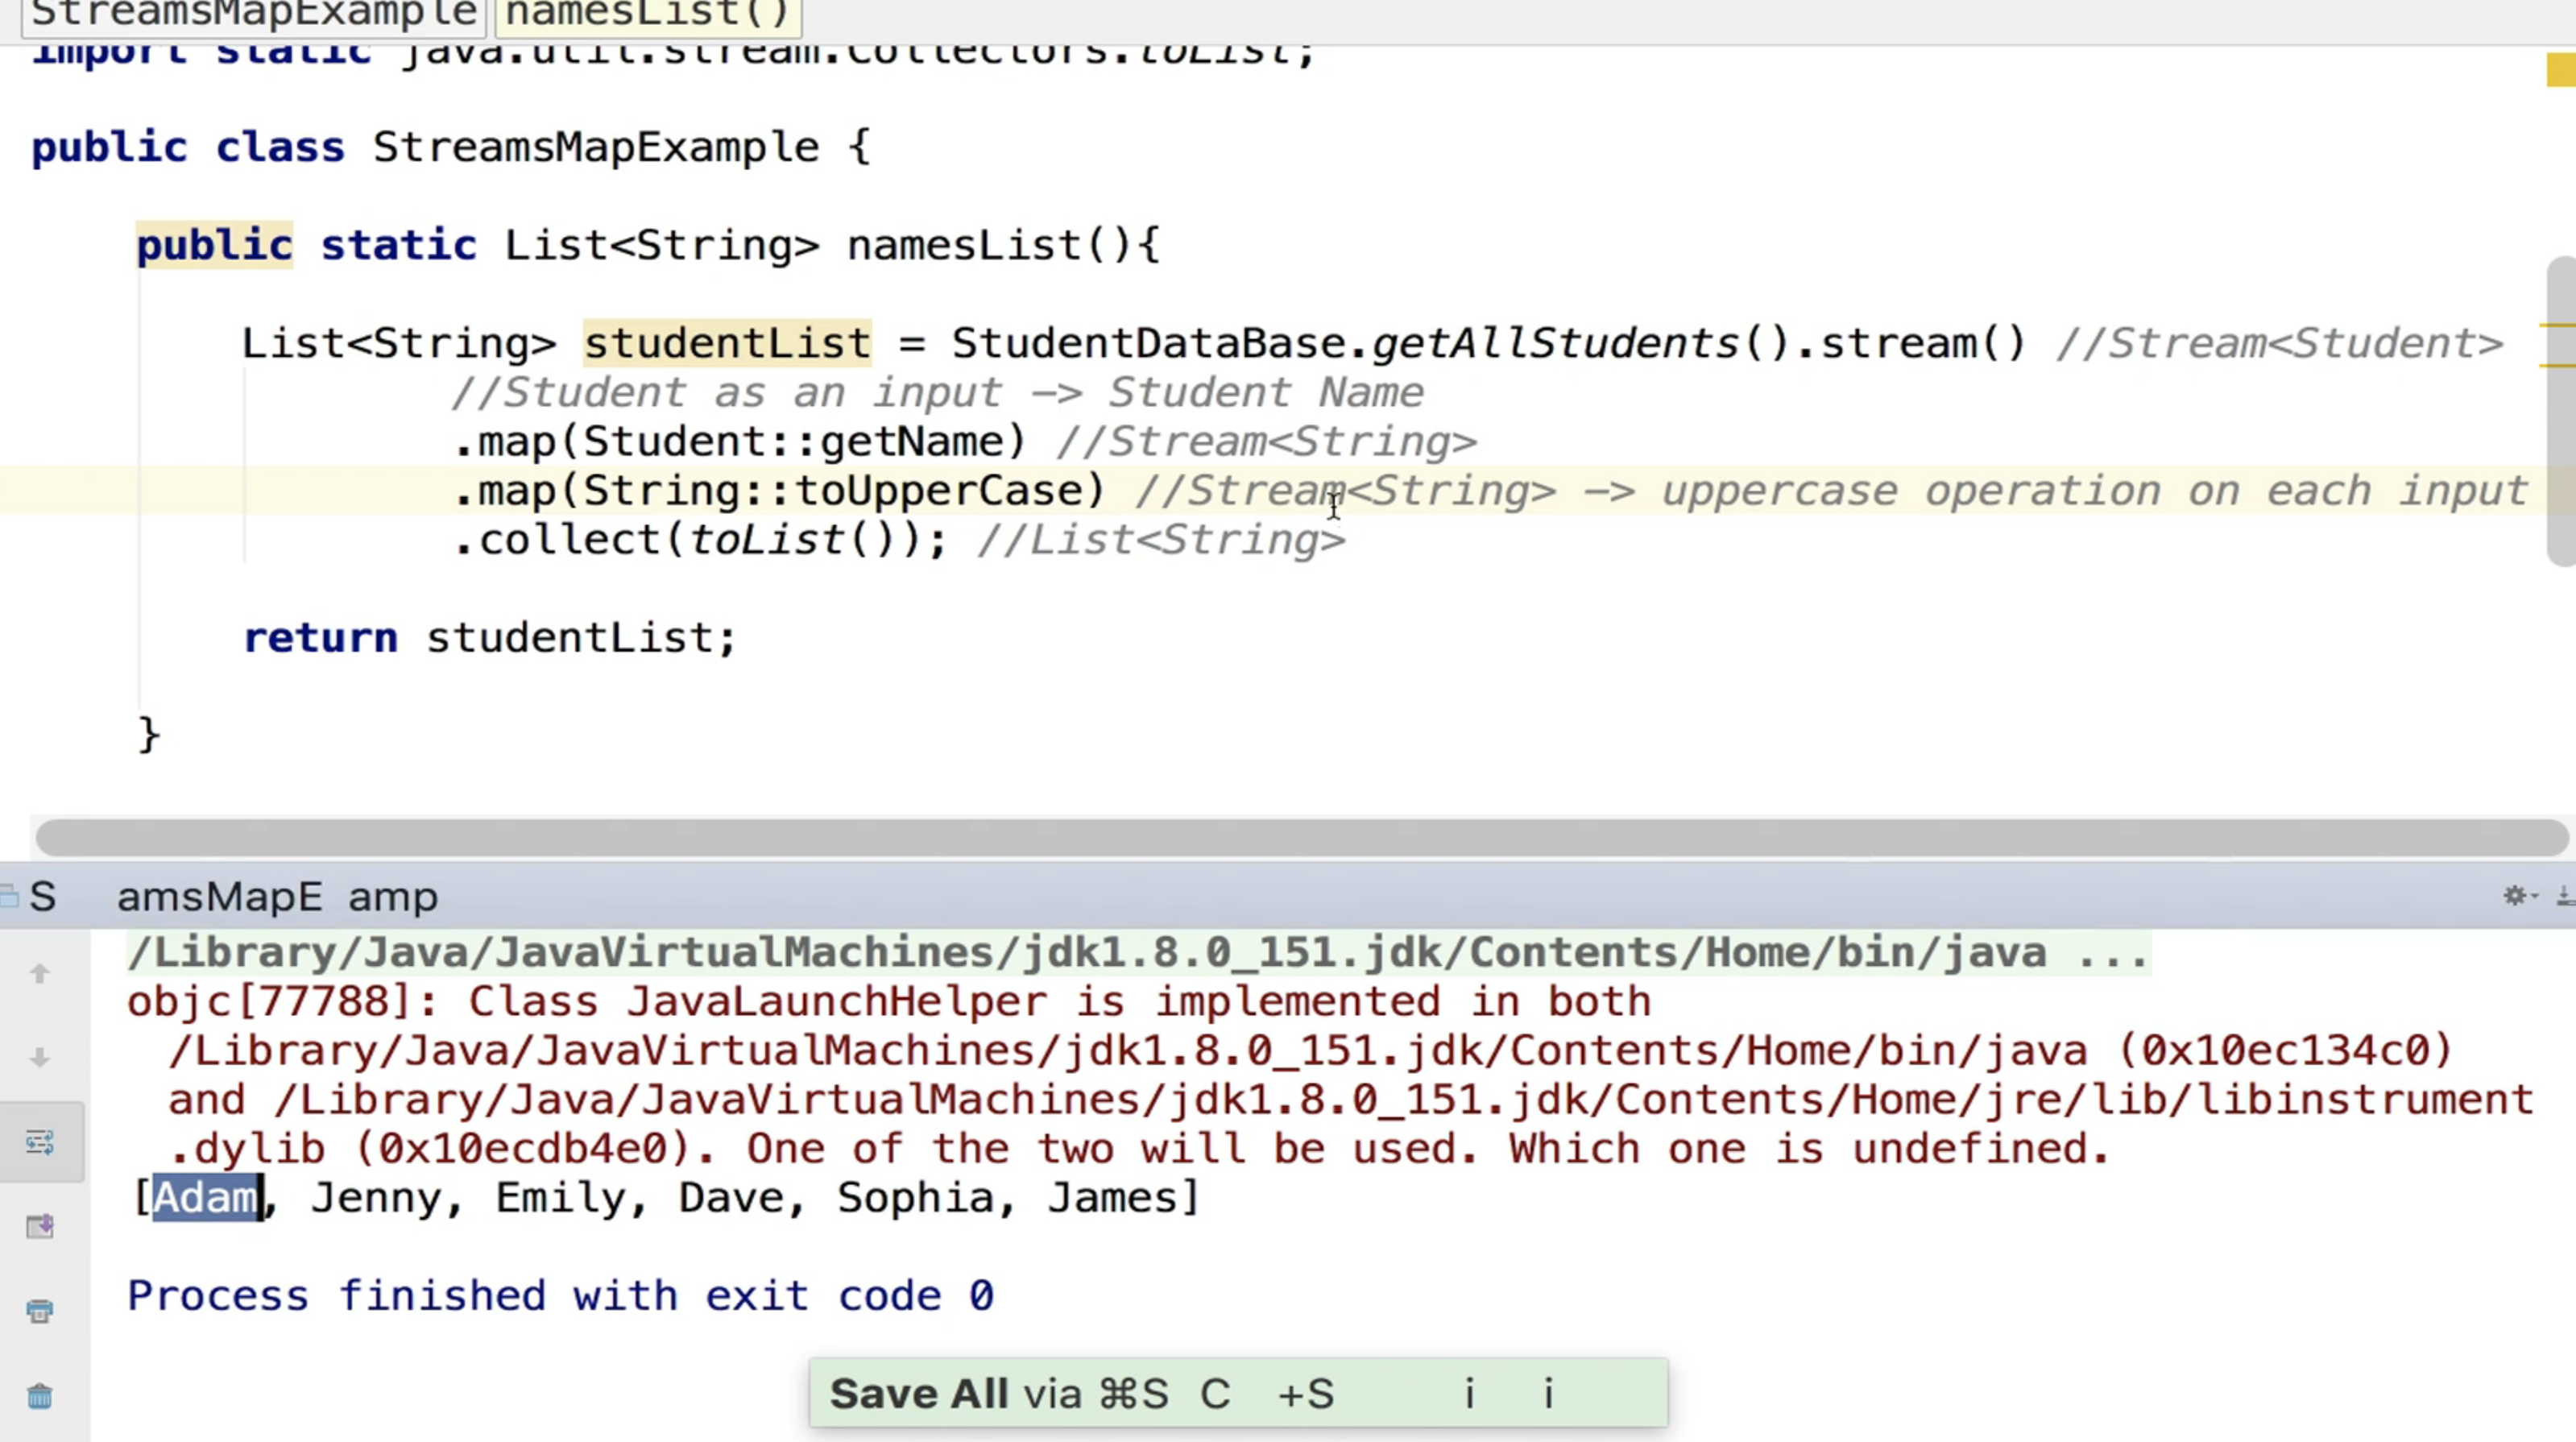 StreamsMapExample namesList()
import static java.util.stream.Collectors.toList;
public class StreamsMapExample {
public static List<String> namesList(){
List<String> studentList = StudentDataBase.getAllStudents().stream() //Stream<Student>
//Student as an input —> Student Name
.map(Student::getName) //Stream<String>
.map(String::toUpperCase) //Stream<String> —> uppercase operation on each input
.collect(toList()); //List<String>
return studentList;
}
S amsMapE amp
/Library/Java/JavaVirtualMachines/jdk1.8.0_151.jdk/Contents/Home/bin/java ...
objc[77788]: Class JavaLaunchHelper is implemented in both
/Library/Java/JavaVirtualMachines/jdk1.8.0_151.jdk/Contents/Home/bin/java (0x10ec134c0)
and /Library/Java/JavaVirtualMachines/jdk1.8.0_151.jdk/Contents/Home/jre/lib/libinstrument
.dylib (0x10ecdb4e0). One of the two will be used. Which one is undefined.
[Adam, Jenny, Emily, Dave, Sophia, James]
Process finished with exit code 0
Save All via ⌘S C +S i i